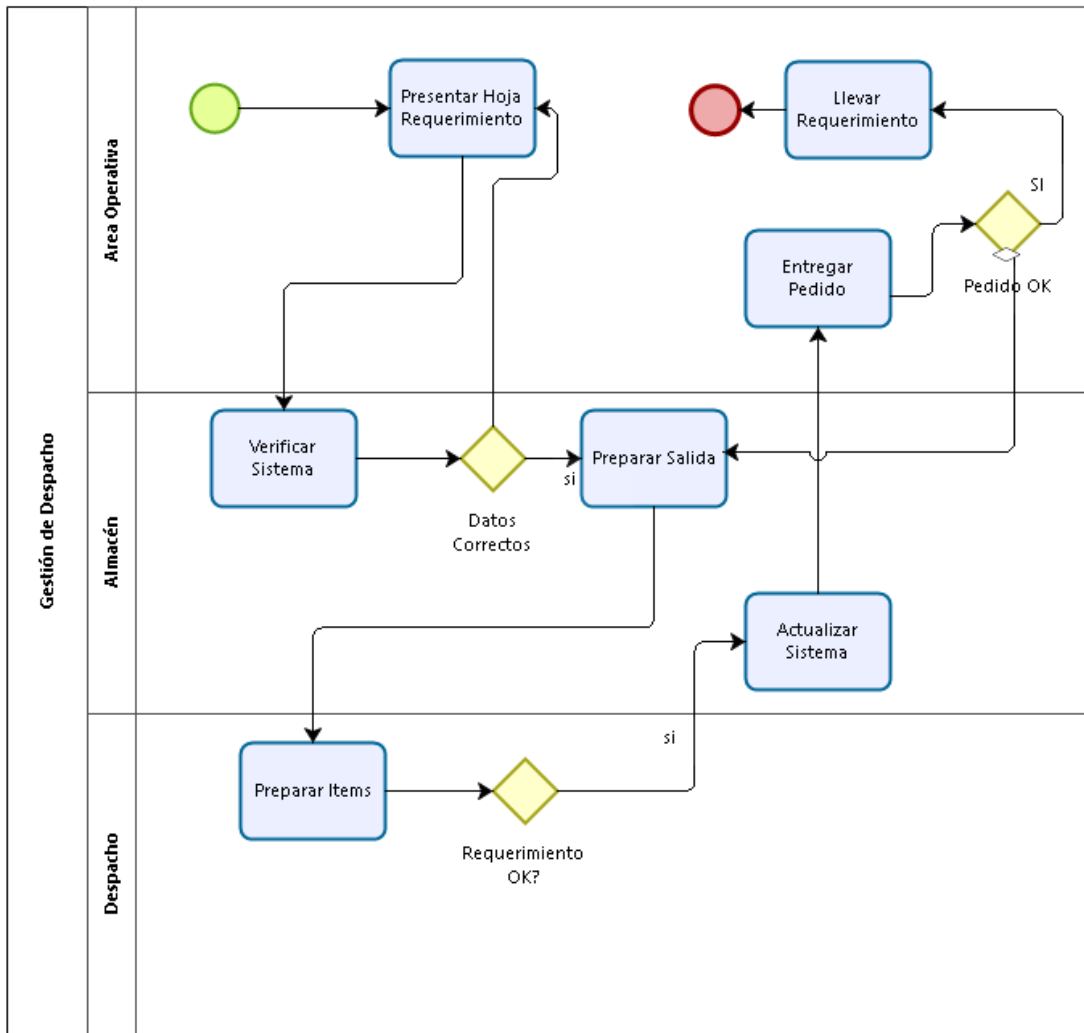 Gestión de Despacho
Area Operativa
Presentar Hoja
Requerimiento
Llevar
Requerimiento
SI
Entregar
Pedido
Pedido OK
Almacén
Verificar
Sistema
Datos
Correctos
si
Preparar Salida
Actualizar
Sistema
Despacho
Preparar Items
Requerimiento
OK?
si